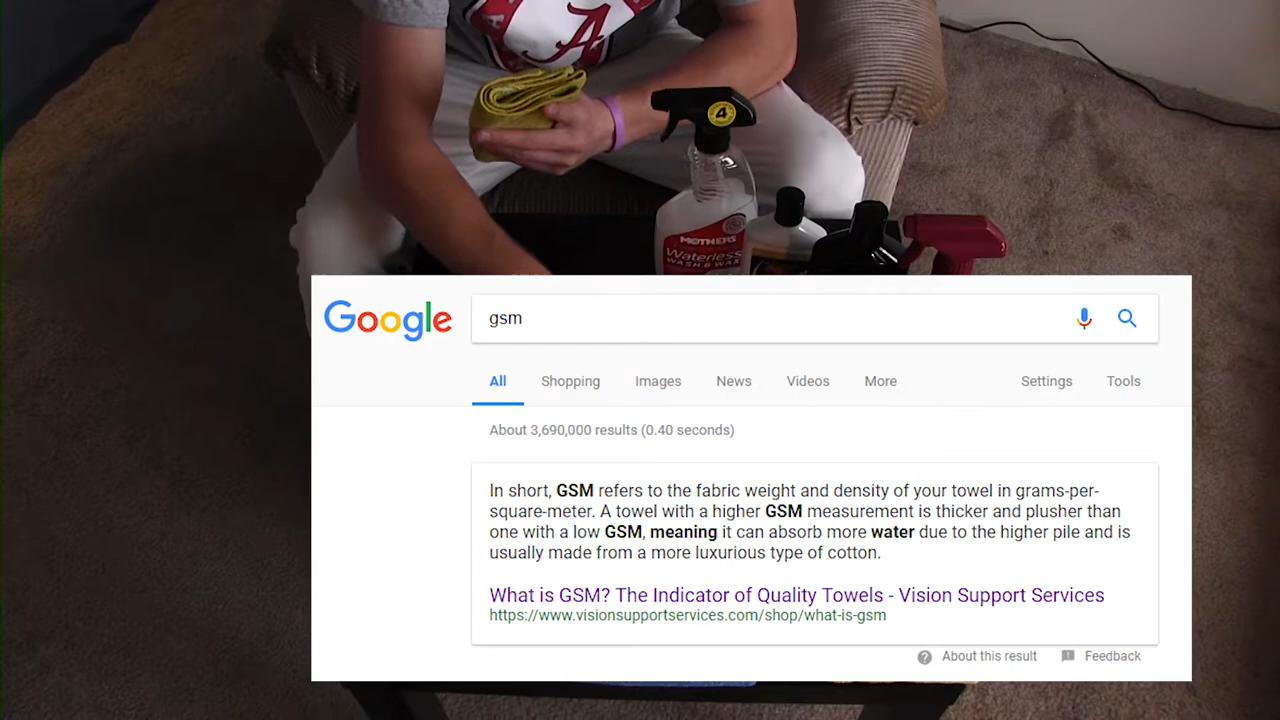 A
4
MOTHERS
Waterless
WASH & WAX
Google
gsm
All Shopping Images News Videos More Settings Tools
About 3,690,000 results (0.40 seconds)
In short, GSM refers to the fabric weight and density of your towel in grams-per-
square-meter. A towel with a higher GSM measurement is thicker and plusher than
one with a low GSM, meaning it can absorb more water due to the higher pile and is
usually made from a more luxurious type of cotton.
What is GSM? The Indicator of Quality Towels - Vision Support Services
https://www.visionsupportservices.com/shop/what-is-gsm
About this result Feedback